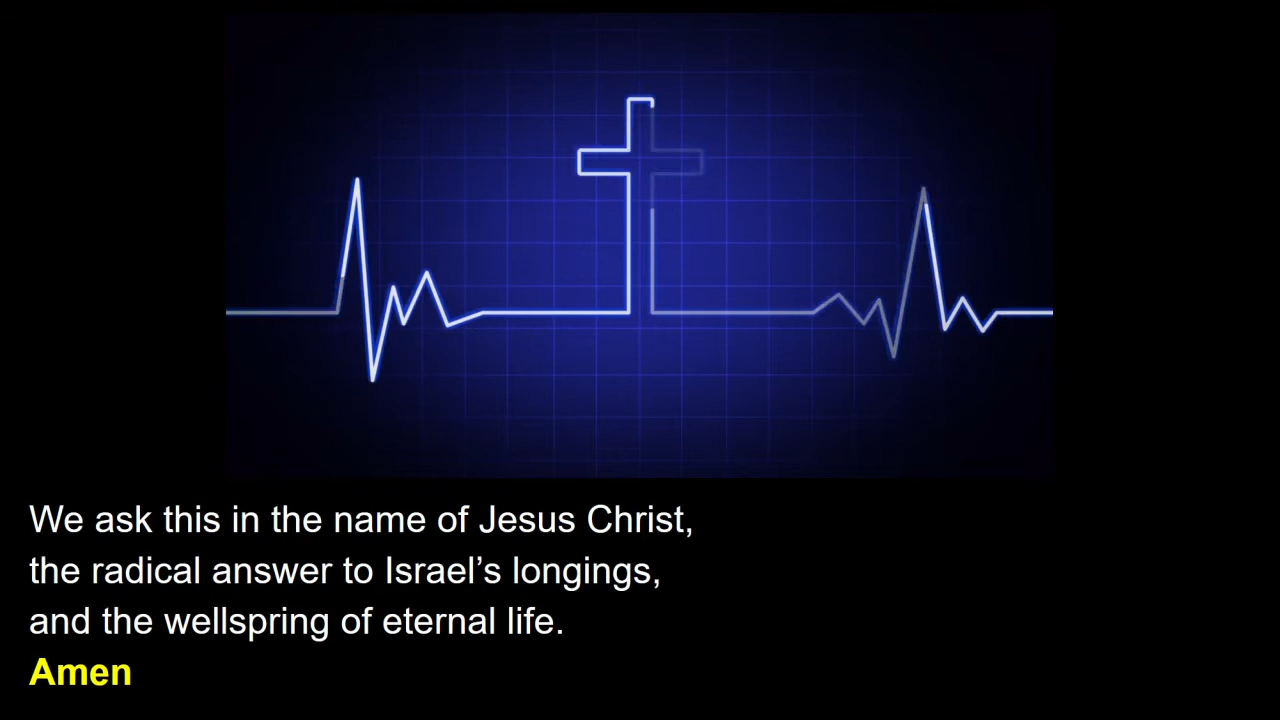 We ask this in the name of Jesus Christ,
the radical answer to Israel’s longings,
and the wellspring of eternal life.
Amen